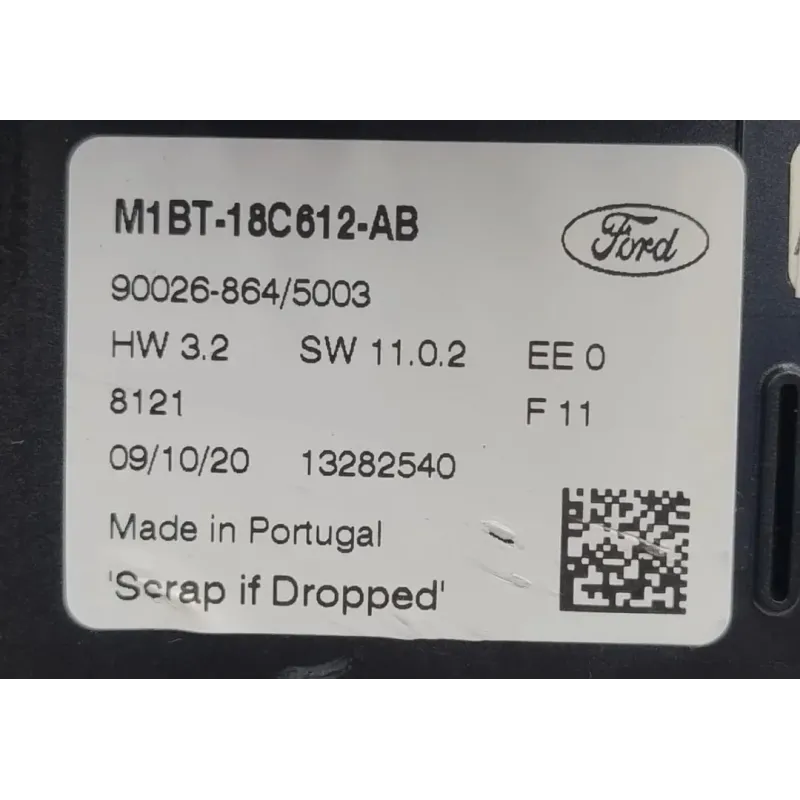 M1BT-18C612-AB
Ford
90026-864/5003
HW 3.2 SW 11.0.2 EE 0
8121 F 11
09/10/20 13282540
Made in Portugal
'Scrap if Dropped'